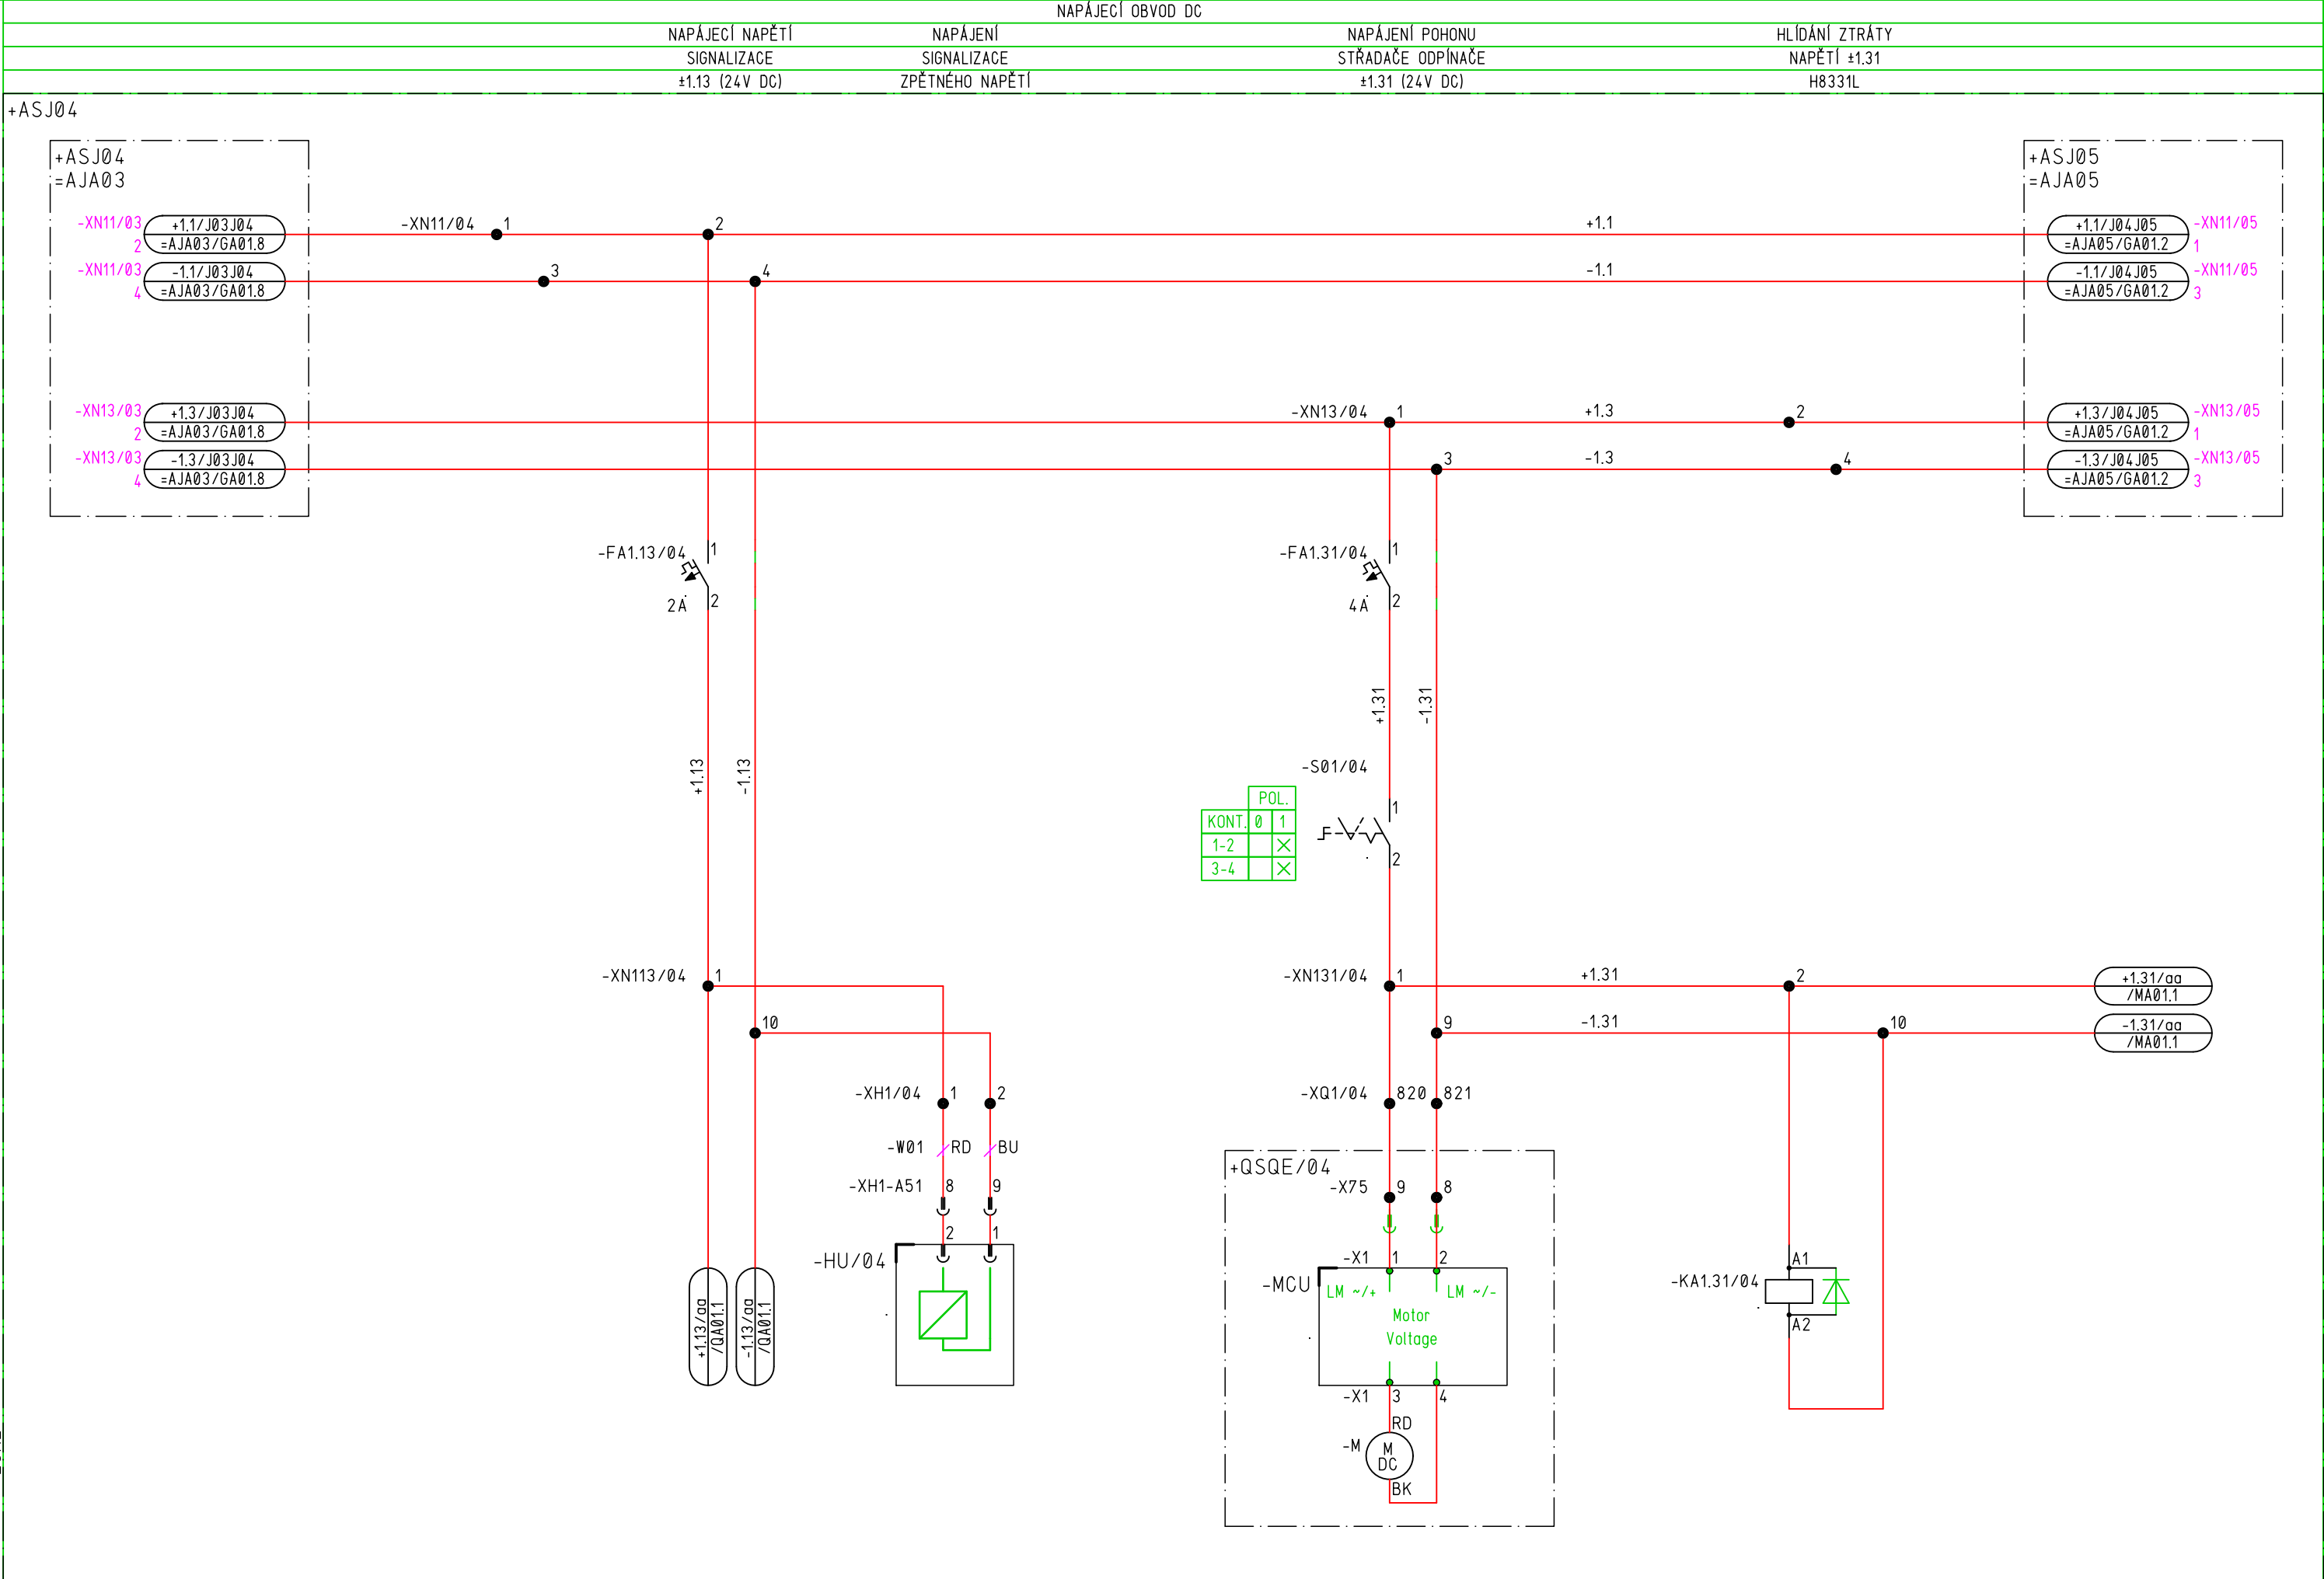 NAPÁJECÍ OBVOD DC
NAPÁJECÍ NAPĚTÍ NAPÁJENÍ NAPÁJENÍ POHONU HLÍDÁNÍ ZTRÁTY
SIGNALIZACE SIGNALIZACE STŘADAČE ODPÍNAČE NAPĚTÍ ±1.31
±1.13 (24V DC) ZPĚTNÉHO NAPĚTÍ ±1.31 (24V DC) H8331L
+ASJ04
+ASJ04 +ASJ05
=AJA03 =AJA05
-XN11/03 +1.1/J03J04 -XN11/04 1 2 +1.1 +1.1/J04J05 -XN11/05
2 =AJA03/GA01.8 =AJA05/GA01.2 1
-XN11/03 -1.1/J03J04 3 4 -1.1 -1.1/J04J05 -XN11/05
4 =AJA03/GA01.8 =AJA05/GA01.2 3
-XN13/03 +1.3/J03J04 -XN13/04 1 +1.3 2 +1.3/J04J05 -XN13/05
2 =AJA03/GA01.8 =AJA05/GA01.2 1
-XN13/03 -1.3/J03J04 3 -1.3 4 -1.3/J04J05 -XN13/05
4 =AJA03/GA01.8 =AJA05/GA01.2 3
-FA1.13/04 1 -FA1.31/04 1
2A 2 4A 2
+1.31 -1.31
+1.13 -1.13 -S01/04
POL. 1
KONT. 0 1
1-2 X 2
3-4 X
-XN113/04 1 -XN131/04 1 +1.31 2 +1.31/aa
/MA01.1
10 9 -1.31 10 -1.31/aa
/MA01.1
-XH1/04 1 2 -XQ1/04 820 821
-W01 RD BU
+QSQE/04
-XH1-A51 8 9 -X75 9 8
2 1
-HU/04 -X1 1 2 A1
-MCU LM ~/+ LM ~/- -KA1.31/04
+1.13/aa -1.13/aa Motor A2
/QA01.1 /QA01.1 Voltage
-X1 3 4
RD
-M M
DC
BK